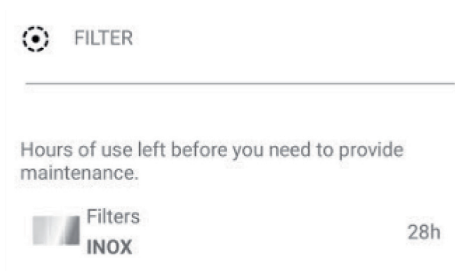 FILTER
Hours of use left before you need to provide
maintenance.
Filters
INOX
28h